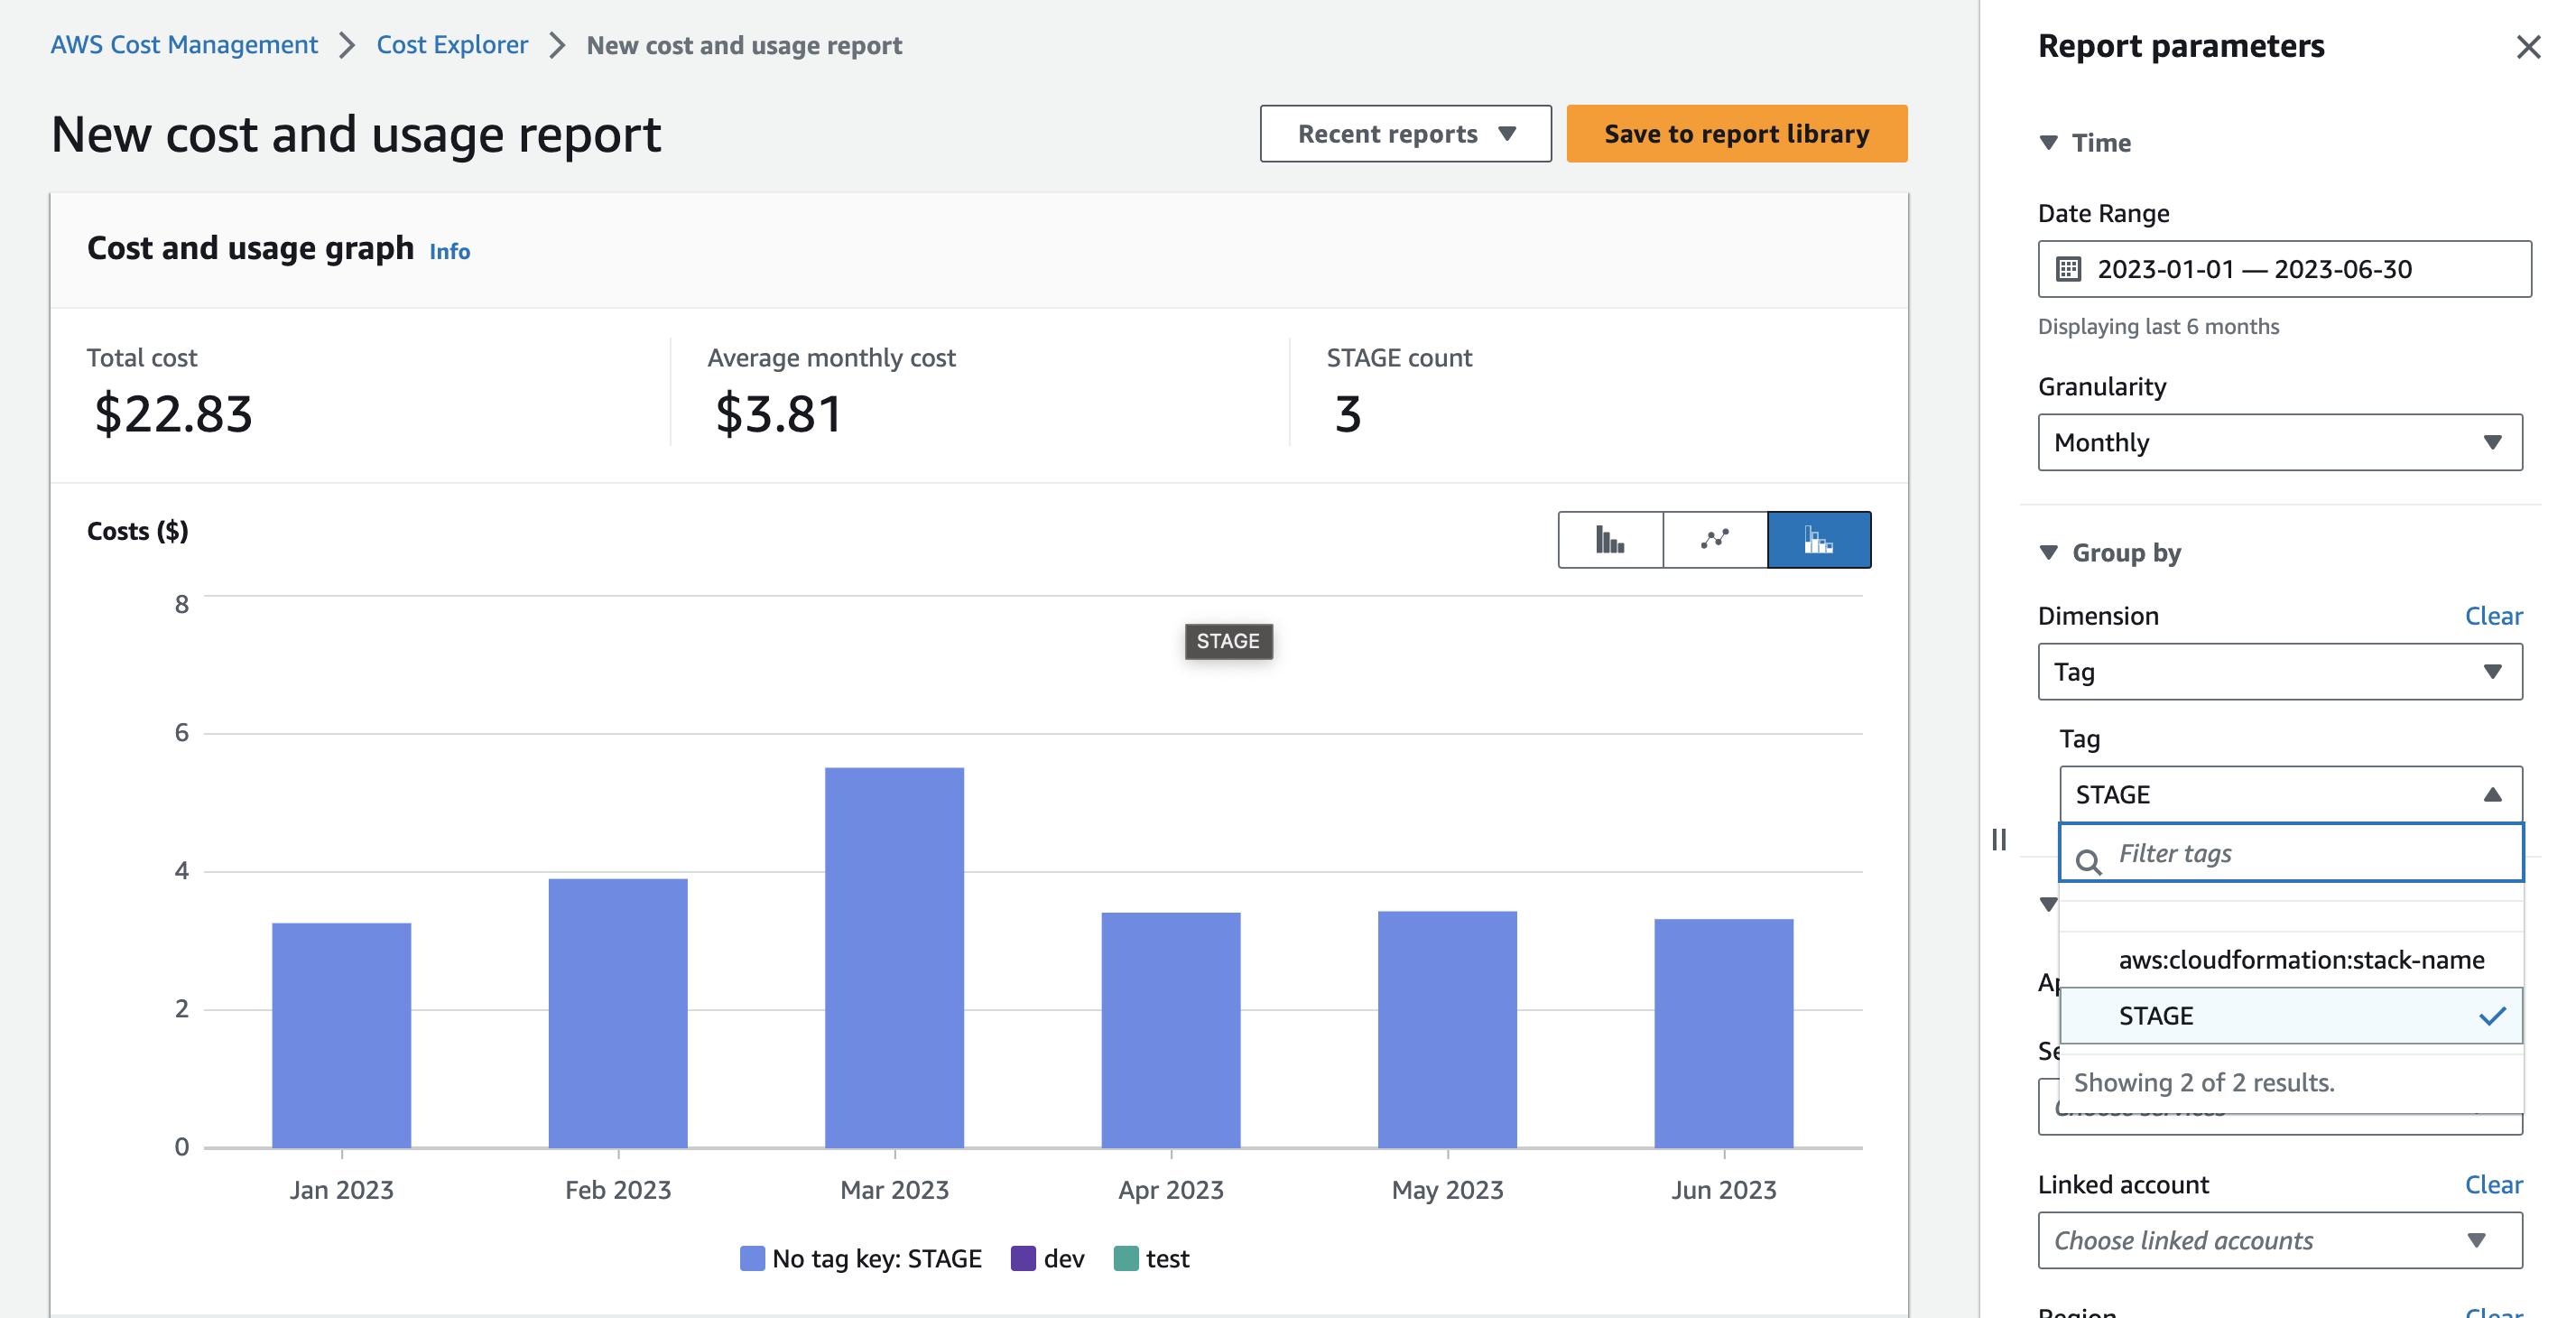 AWS Cost Management > Cost Explorer > New cost and usage report
New cost and usage report
Recent reports
Save to report library
Cost and usage graph Info
Total cost
$22.83
Average monthly cost
$3.81
STAGE count
3
Costs ($)
8
6
4
2
0
STAGE
Jan 2023
Feb 2023
Mar 2023
Apr 2023
May 2023
Jun 2023
No tag key: STAGE
dev
test
Report parameters
Time
Date Range
2023-01-01 — 2023-06-30
Displaying last 6 months
Granularity
Monthly
Group by
Dimension
Clear
Tag
Tag
STAGE
Filter tags
aws:cloudformation:stack-name
STAGE
Showing 2 of 2 results.
Linked account
Clear
Choose linked accounts
Region
Clear